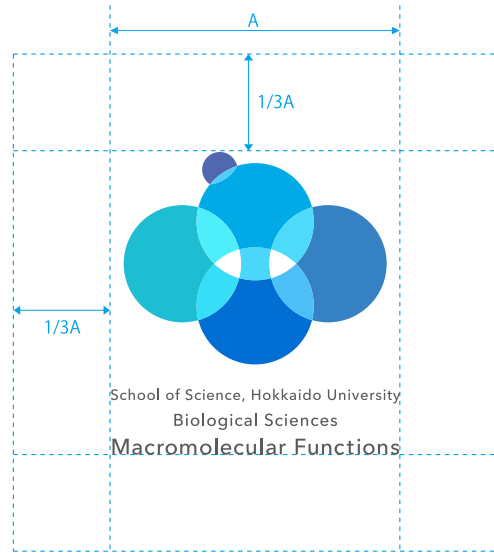 A
1/3A
1/3A
School of Science, Hokkaido University
Biological Sciences
Macromolecular Functions